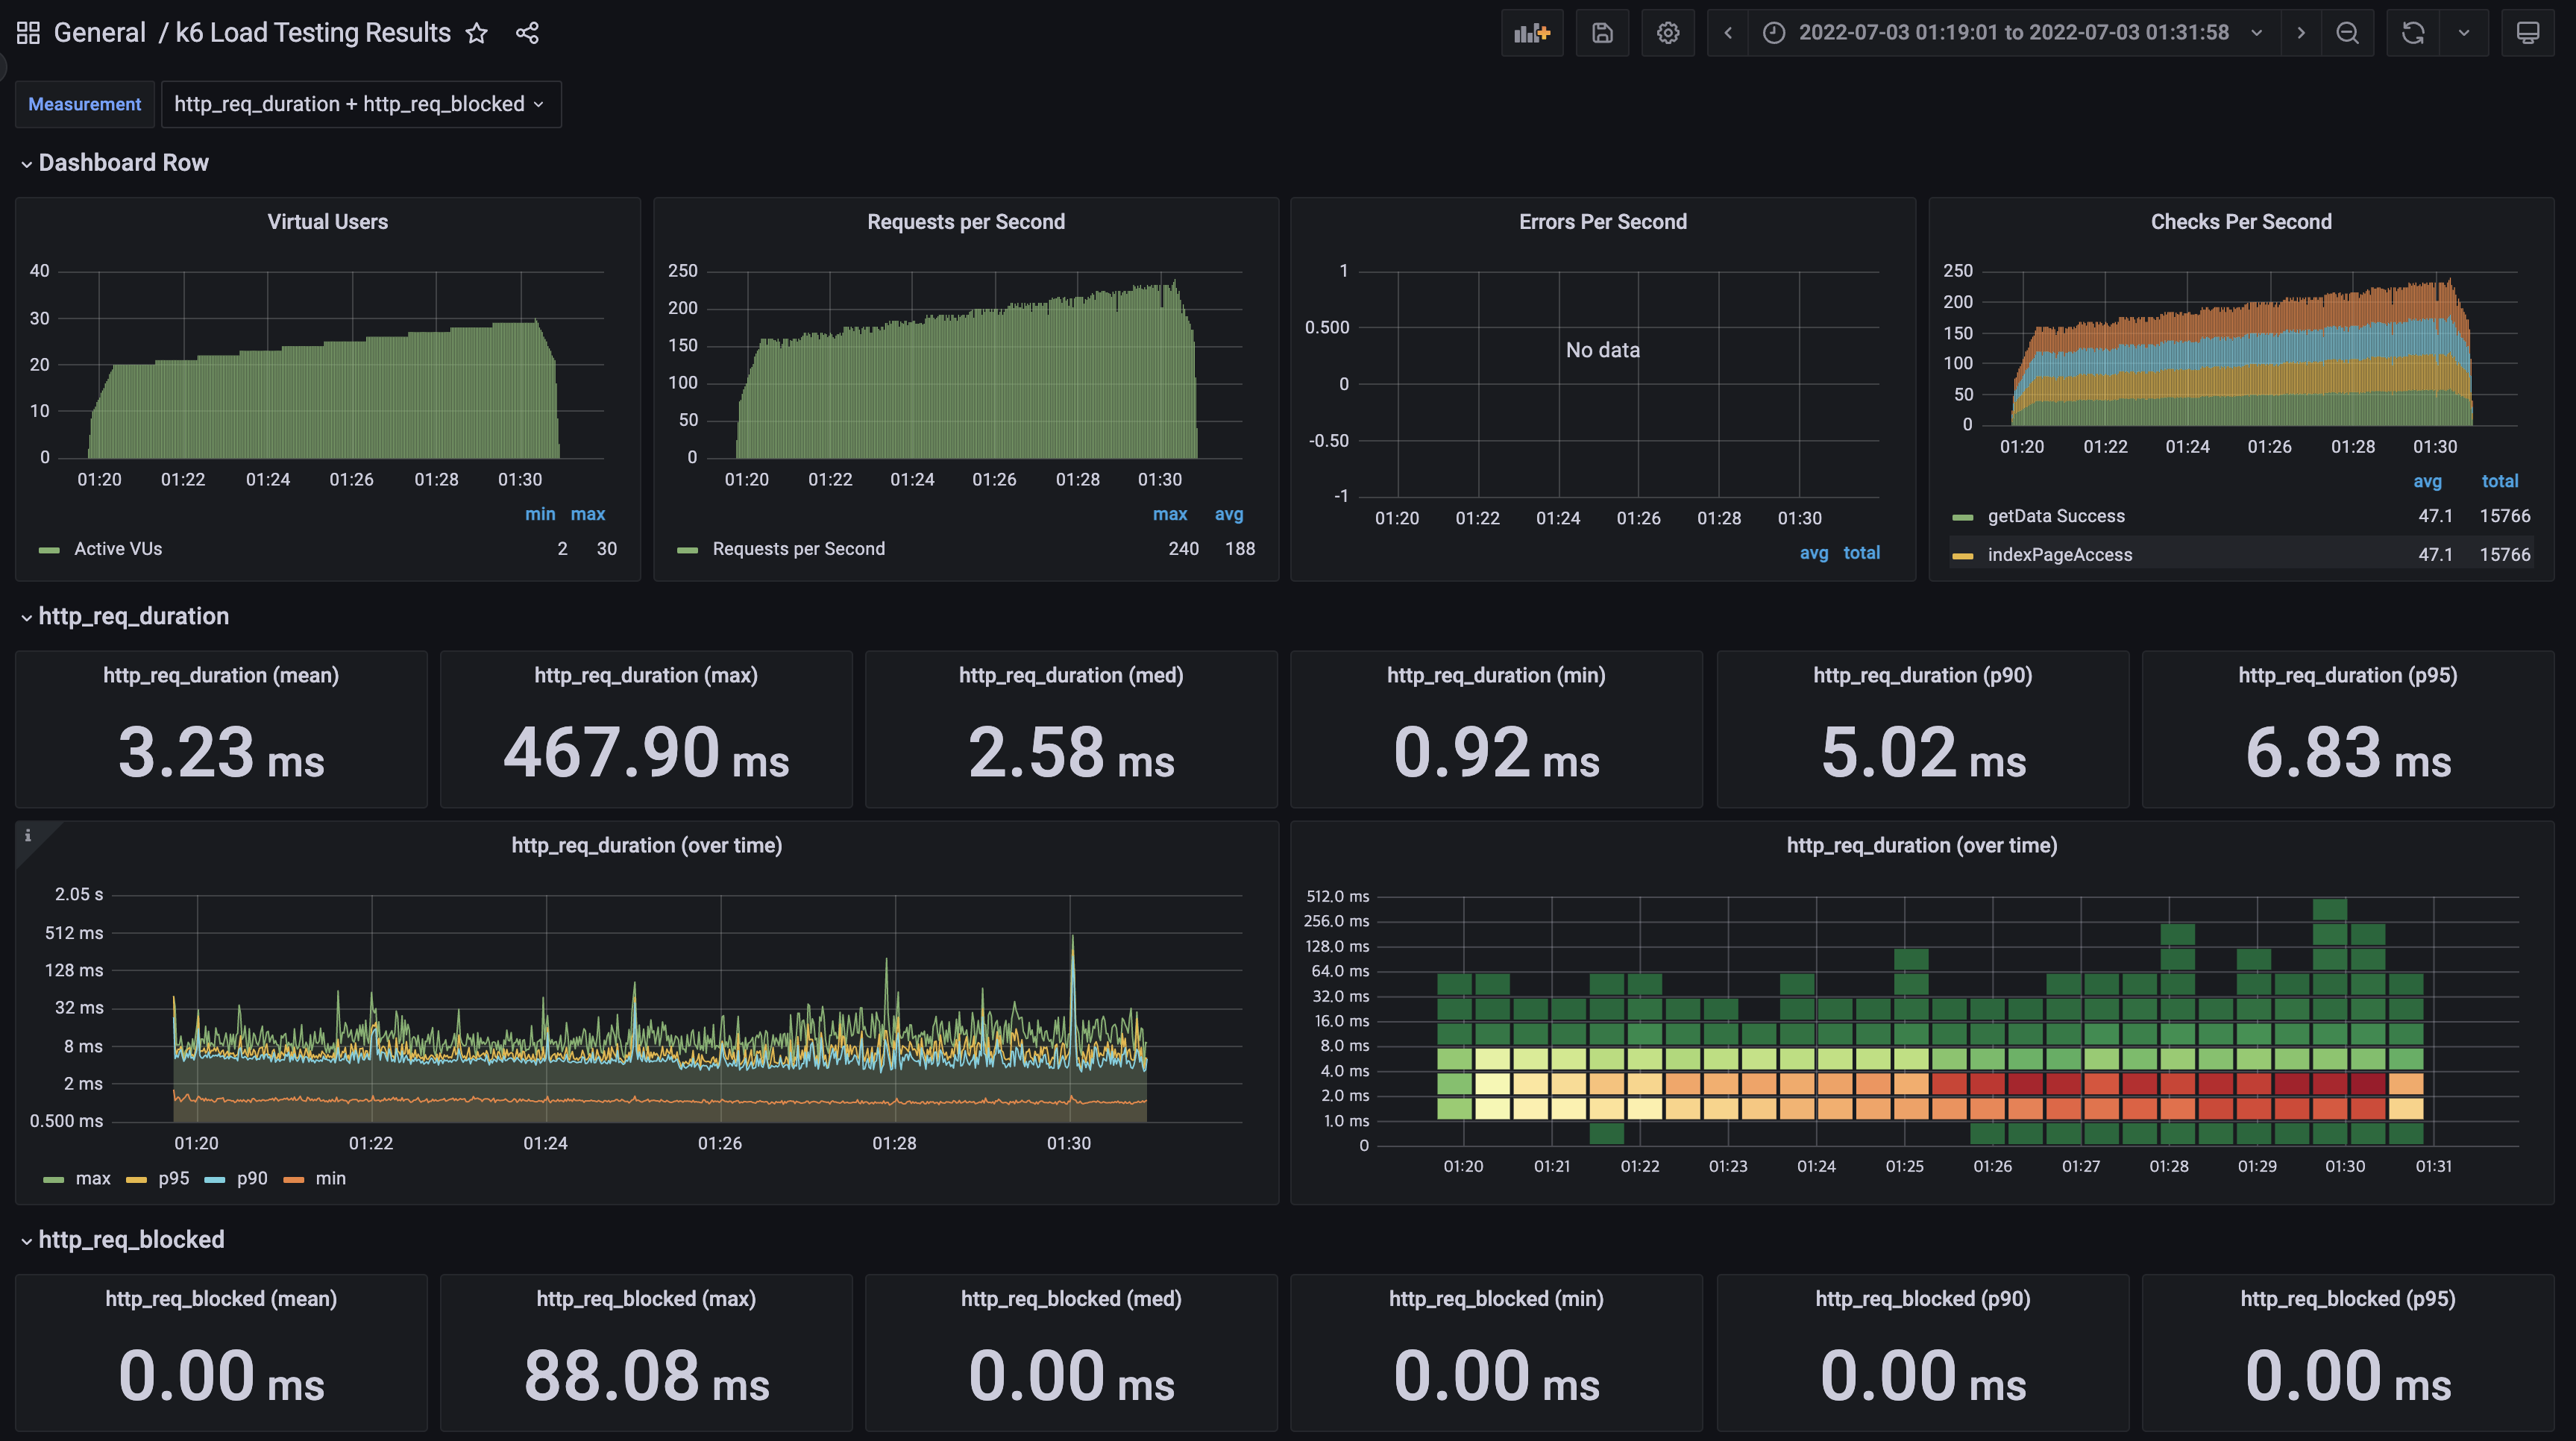 General / k6 Load Testing Results
2022-07-03 01:19:01 to 2022-07-03 01:31:58
Measurement http_req_duration + http_req_blocked
Dashboard Row
Virtual Users
40
30
20
10
0
01:20 01:22 01:24 01:26 01:28 01:30
min max
Active VUs 2 30
Requests per Second
250
200
150
100
50
0
01:20 01:22 01:24 01:26 01:28 01:30
max avg
Requests per Second 240 188
Errors Per Second
1
0.500
0
-0.50
-1
No data
01:20 01:22 01:24 01:26 01:28 01:30
avg total
Checks Per Second
250
200
150
100
50
0
01:20 01:22 01:24 01:26 01:28 01:30
avg total
getData Success 47.1 15766
indexPageAccess 47.1 15766
http_req_duration
http_req_duration (mean)
3.23 ms
http_req_duration (max)
467.90 ms
http_req_duration (med)
2.58 ms
http_req_duration (min)
0.92 ms
http_req_duration (p90)
5.02 ms
http_req_duration (p95)
6.83 ms
i
http_req_duration (over time)
2.05 s
512 ms
128 ms
32 ms
8 ms
2 ms
0.500 ms
01:20 01:22 01:24 01:26 01:28 01:30
max p95 p90 min
http_req_duration (over time)
512.0 ms
256.0 ms
128.0 ms
64.0 ms
32.0 ms
16.0 ms
8.0 ms
4.0 ms
2.0 ms
1.0 ms
0
01:20 01:21 01:22 01:23 01:24 01:25 01:26 01:27 01:28 01:29 01:30 01:31
http_req_blocked
http_req_blocked (mean)
0.00 ms
http_req_blocked (max)
88.08 ms
http_req_blocked (med)
0.00 ms
http_req_blocked (min)
0.00 ms
http_req_blocked (p90)
0.00 ms
http_req_blocked (p95)
0.00 ms